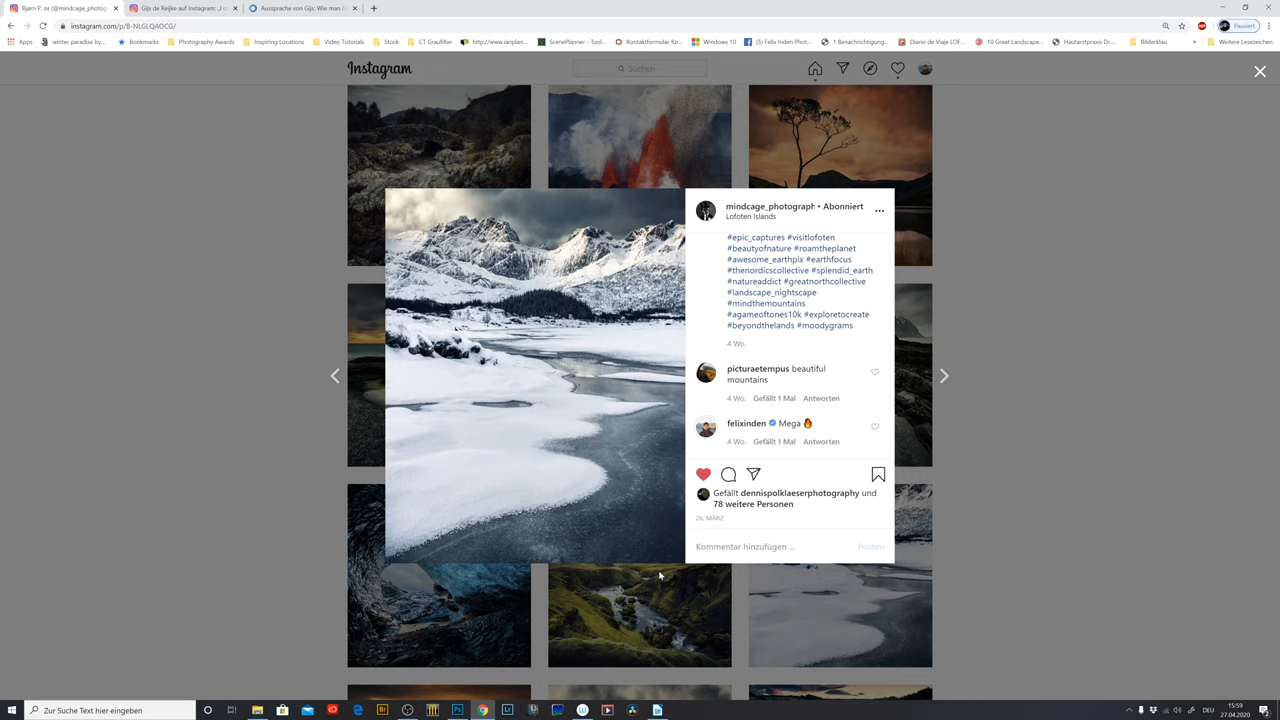 Bjørn P. 
Gijs de Reijke auf Instagram: „I
Aussprache von Gijs: Wie man
instagram.com/p/B-NLGLQAOCG/
Pausiert
Apps
winter paradise by...
Bookmarks
Photography Awards
Inspiring Locations
Video Tutorials
Stock
CT Graufilter
http://www.ianplan...
ScenePlanner - Tool...
Kontaktformular für...
Windows 10
(5) Felix Inden Phot...
1 Benachrichtigung...
Diario de Viaje LOF...
10 Great Landscape...
Hautarztpraxis Dr....
Bilderklau
»
Weitere Lesezeichen
Instagram
Suchen
mindcage_photograph • Abonniert
Lofoten Islands
#epic_captures #visitlofoten
#beautyofnature #roamtheplanet
#awesome_earthpix #earthfocus
#thenordicscollective #splendid_earth
#natureaddict #greatnorthcollective
#landscape_nightscape
#mindthemountains
#agameoftones10k #exploretocreate
#beyondthelands #moodygrams
4 Wo.
picturaetempus beautiful
mountains
4 Wo. Gefällt 1 Mal Antworten
felixinden Mega 🔥
4 Wo. Gefällt 1 Mal Antworten
Gefällt dennispolklaeserphotography und
78 weitere Personen
26. MÄRZ
Kommentar hinzufügen ... Posten
Zur Suche Text hier eingeben
Br
Ps
Lr
DEU
15:59
27.04.2020